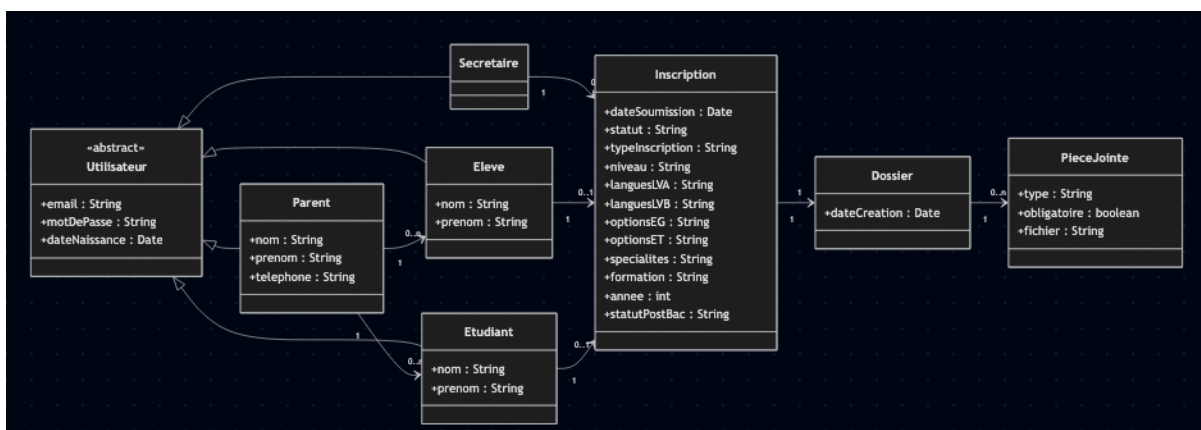 «abstract»
Utilisateur
+email : String
+motDePasse : String
+dateNaissance : Date
Parent
+nom : String
+prenom : String
+telephone : String
Secretaire
1
Eleve
+nom : String
+prenom : String
0..n
1
Etudiant
+nom : String
+prenom : String
0..n
1
Inscription
+dateSoumission : Date
+statut : String
+typeInscription : String
+niveau : String
+languesLVA : String
+languesLVB : String
+optionsEG : String
+optionsET : String
+specialites : String
+formation : String
+annee : int
+statutPostBac : String
0..1
1
0..1
1
Dossier
+dateCreation : Date
1
1
PieceJointe
+type : String
+obligatoire : boolean
+fichier : String
0..n
1